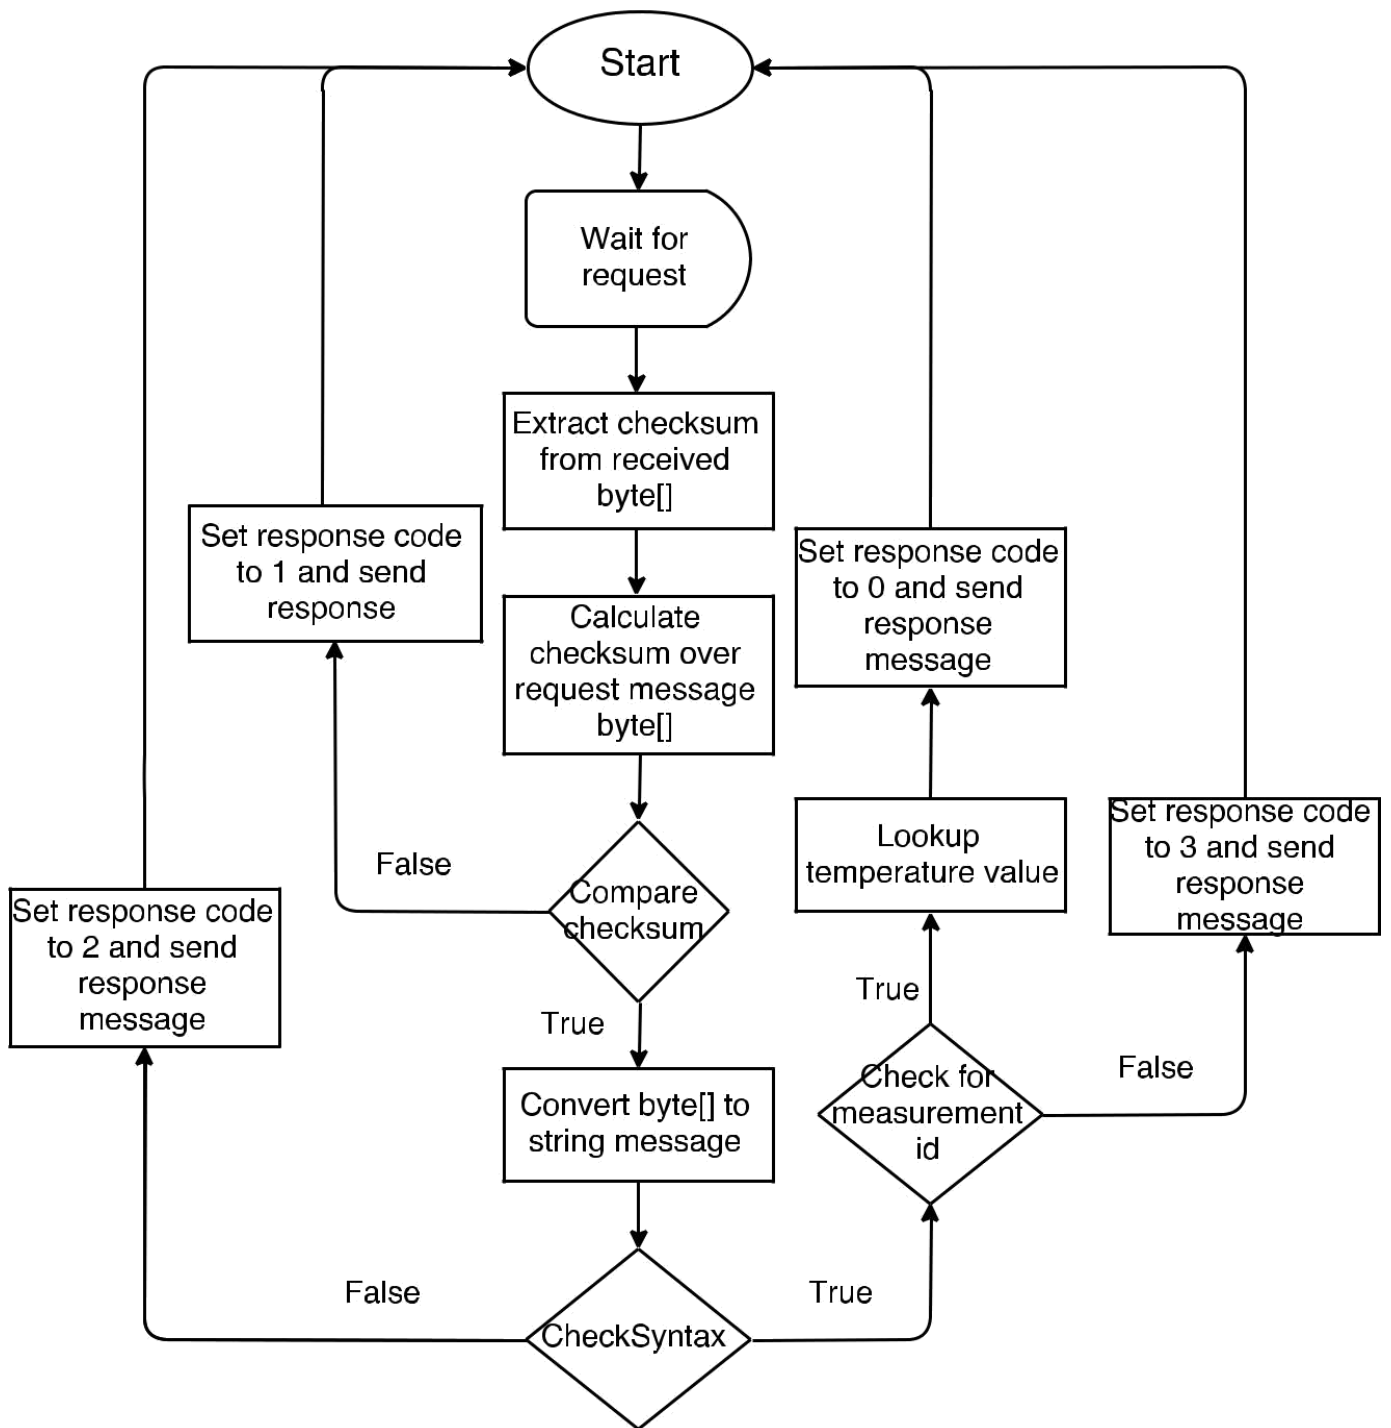 Start
Wait for
request
Extract checksum
from received
byte[]
Set response code
to 1 and send
response
Set response code
to 0 and send
response
message
Calculate
checksum over
request message
byte[]
Lookup
temperature value
Set response code
to 3 and send
response
message
False
Compare
checksum
Set response code
to 2 and send
response
message
True
True
Check for
measurement
id
False
Convert byte[] to
string message
False
True
CheckSyntax